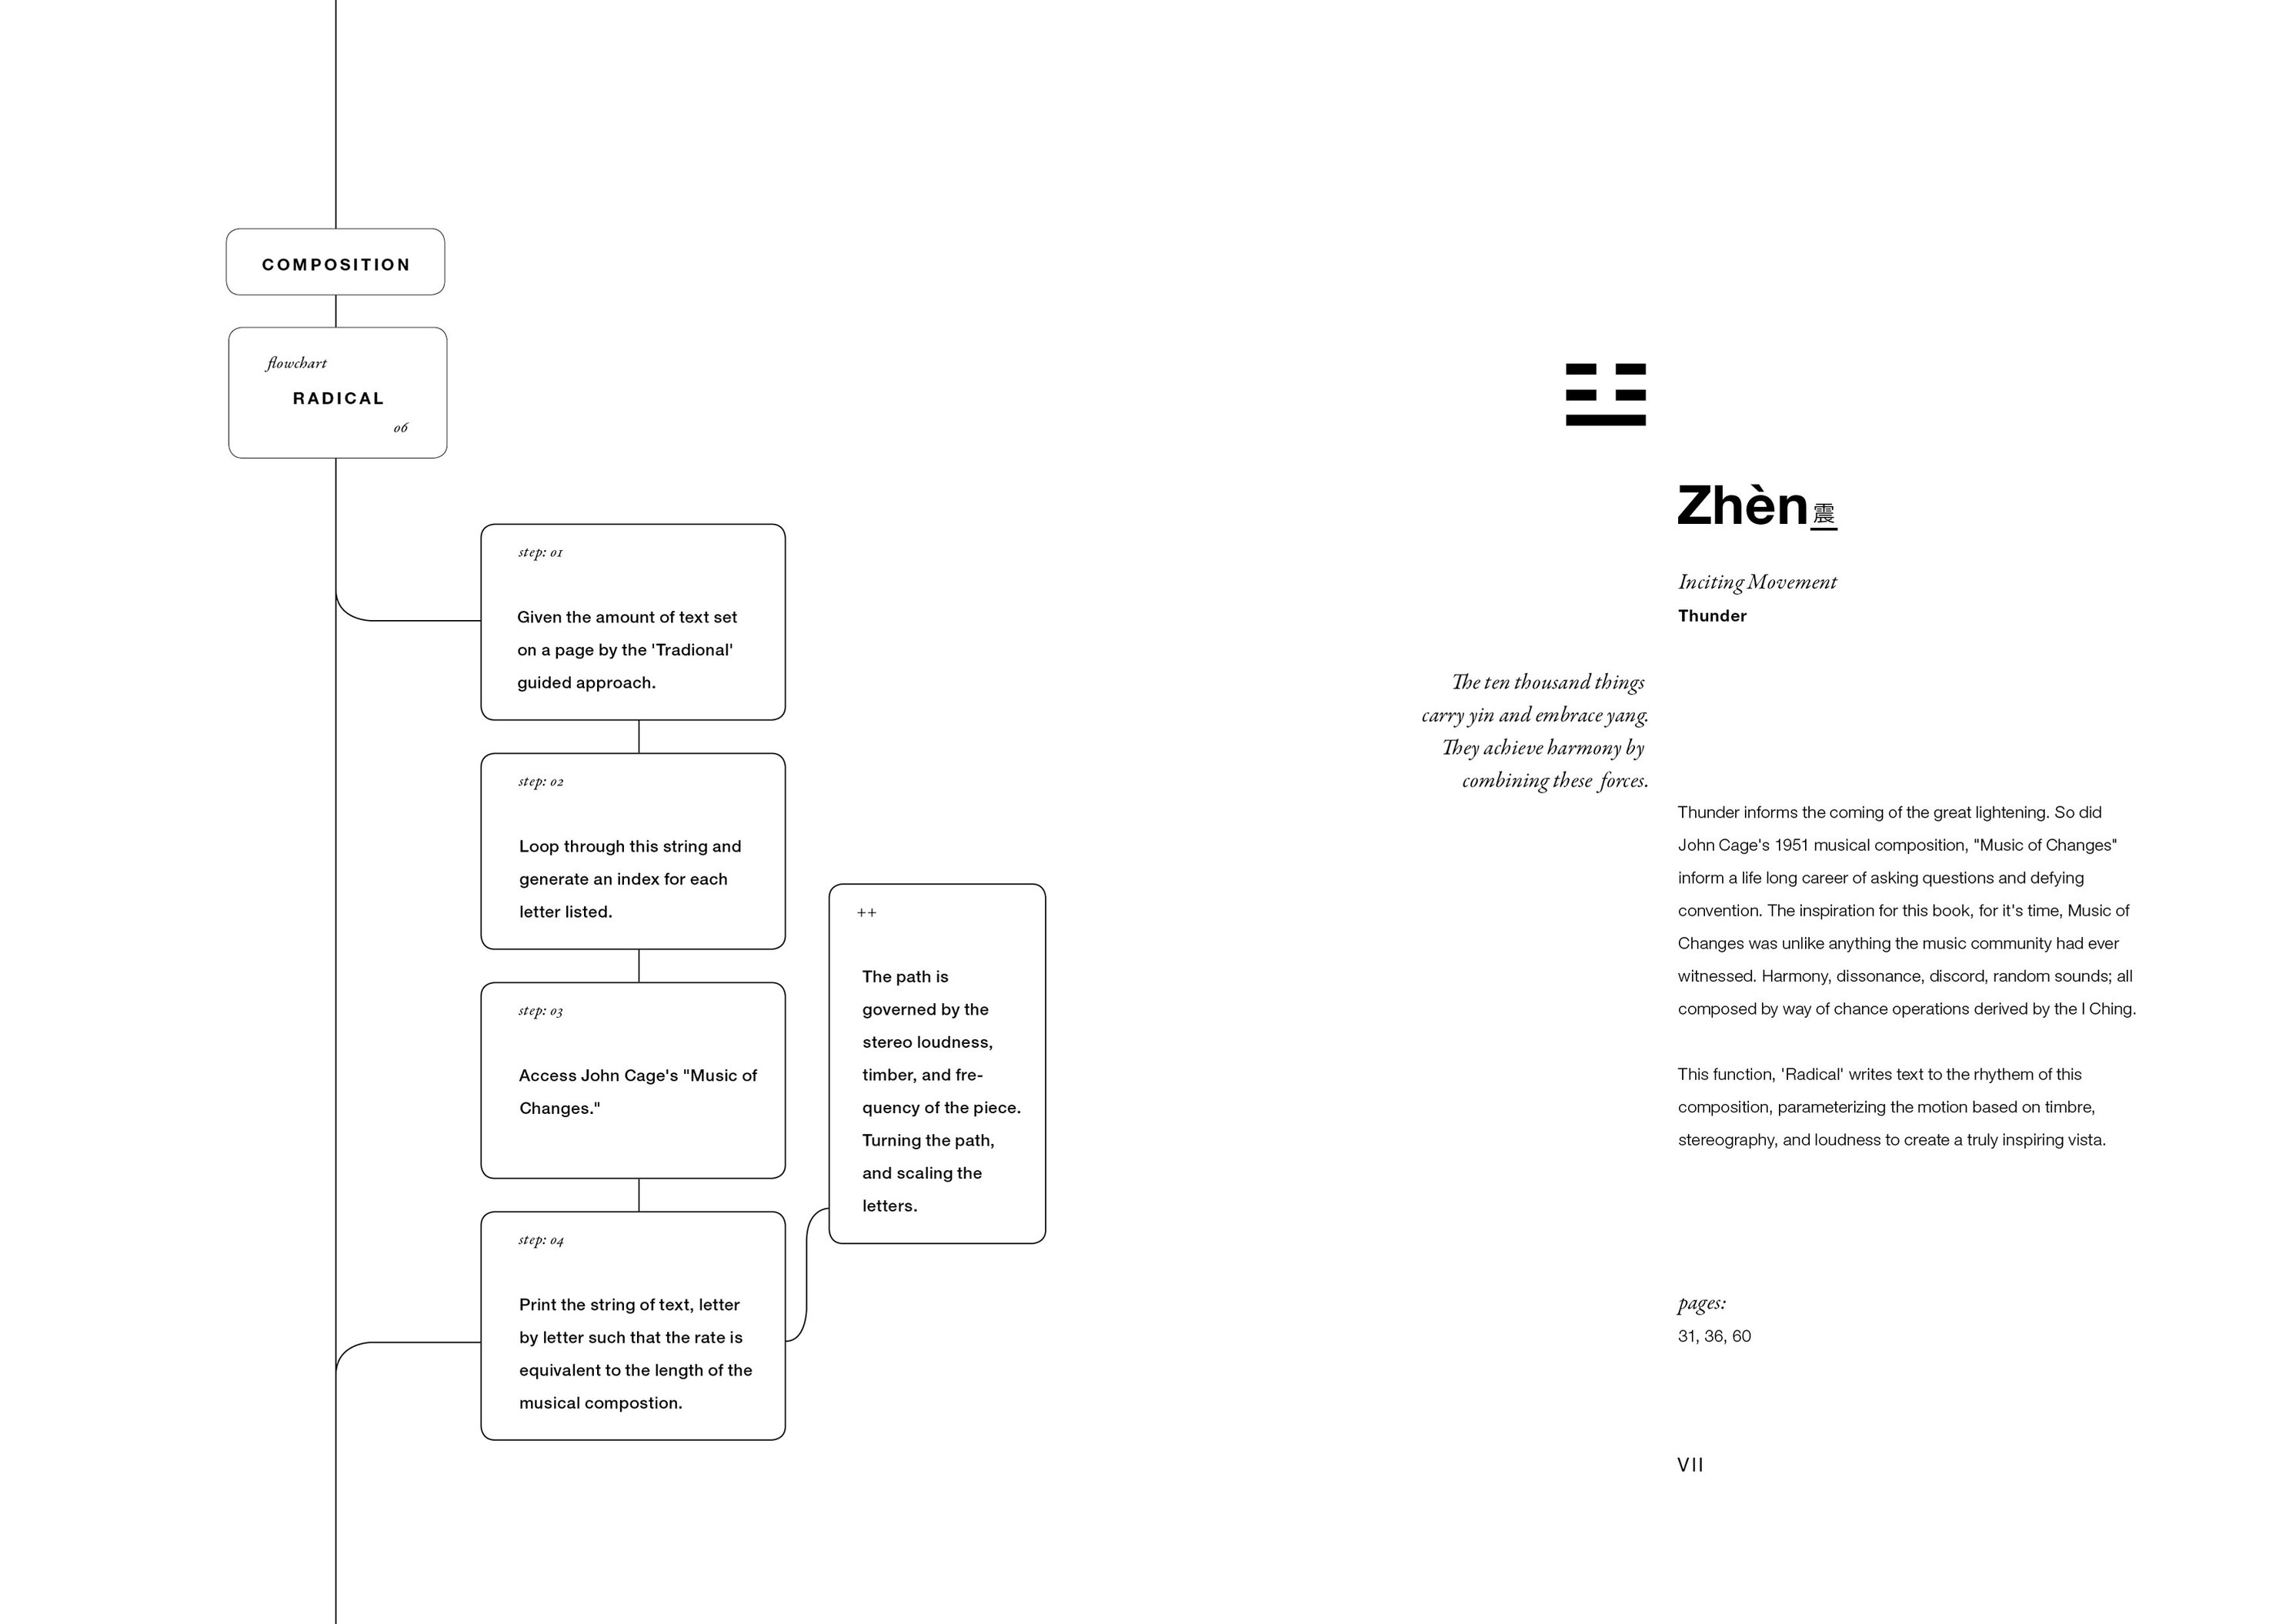 COMPOSITION
flowchart
RADICAL
06
step: 01
Given the amount of text set
on a page by the 'Tradional'
guided approach.
step: 02
Loop through this string and
generate an index for each
letter listed.
step: 03
Access John Cage's "Music of
Changes."
step: 04
Print the string of text, letter
by letter such that the rate is
equivalent to the length of the
musical compostion.
++
The path is
governed by the
stereo loudness,
timber, and fre-
quency of the piece.
Turning the path,
and scaling the
letters.
Zhèn震
Inciting Movement
Thunder
The ten thousand things
carry yin and embrace yang.
They achieve harmony by
combining these forces.
Thunder informs the coming of the great lightening. So did
John Cage's 1951 musical composition, "Music of Changes"
inform a life long career of asking questions and defying
convention. The inspiration for this book, for it's time, Music of
Changes was unlike anything the music community had ever
witnessed. Harmony, dissonance, discord, random sounds; all
composed by way of chance operations derived by the I Ching.
This function, 'Radical' writes text to the rhythem of this
composition, parameterizing the motion based on timbre,
stereography, and loudness to create a truly inspiring vista.
pages:
31, 36, 60
VII